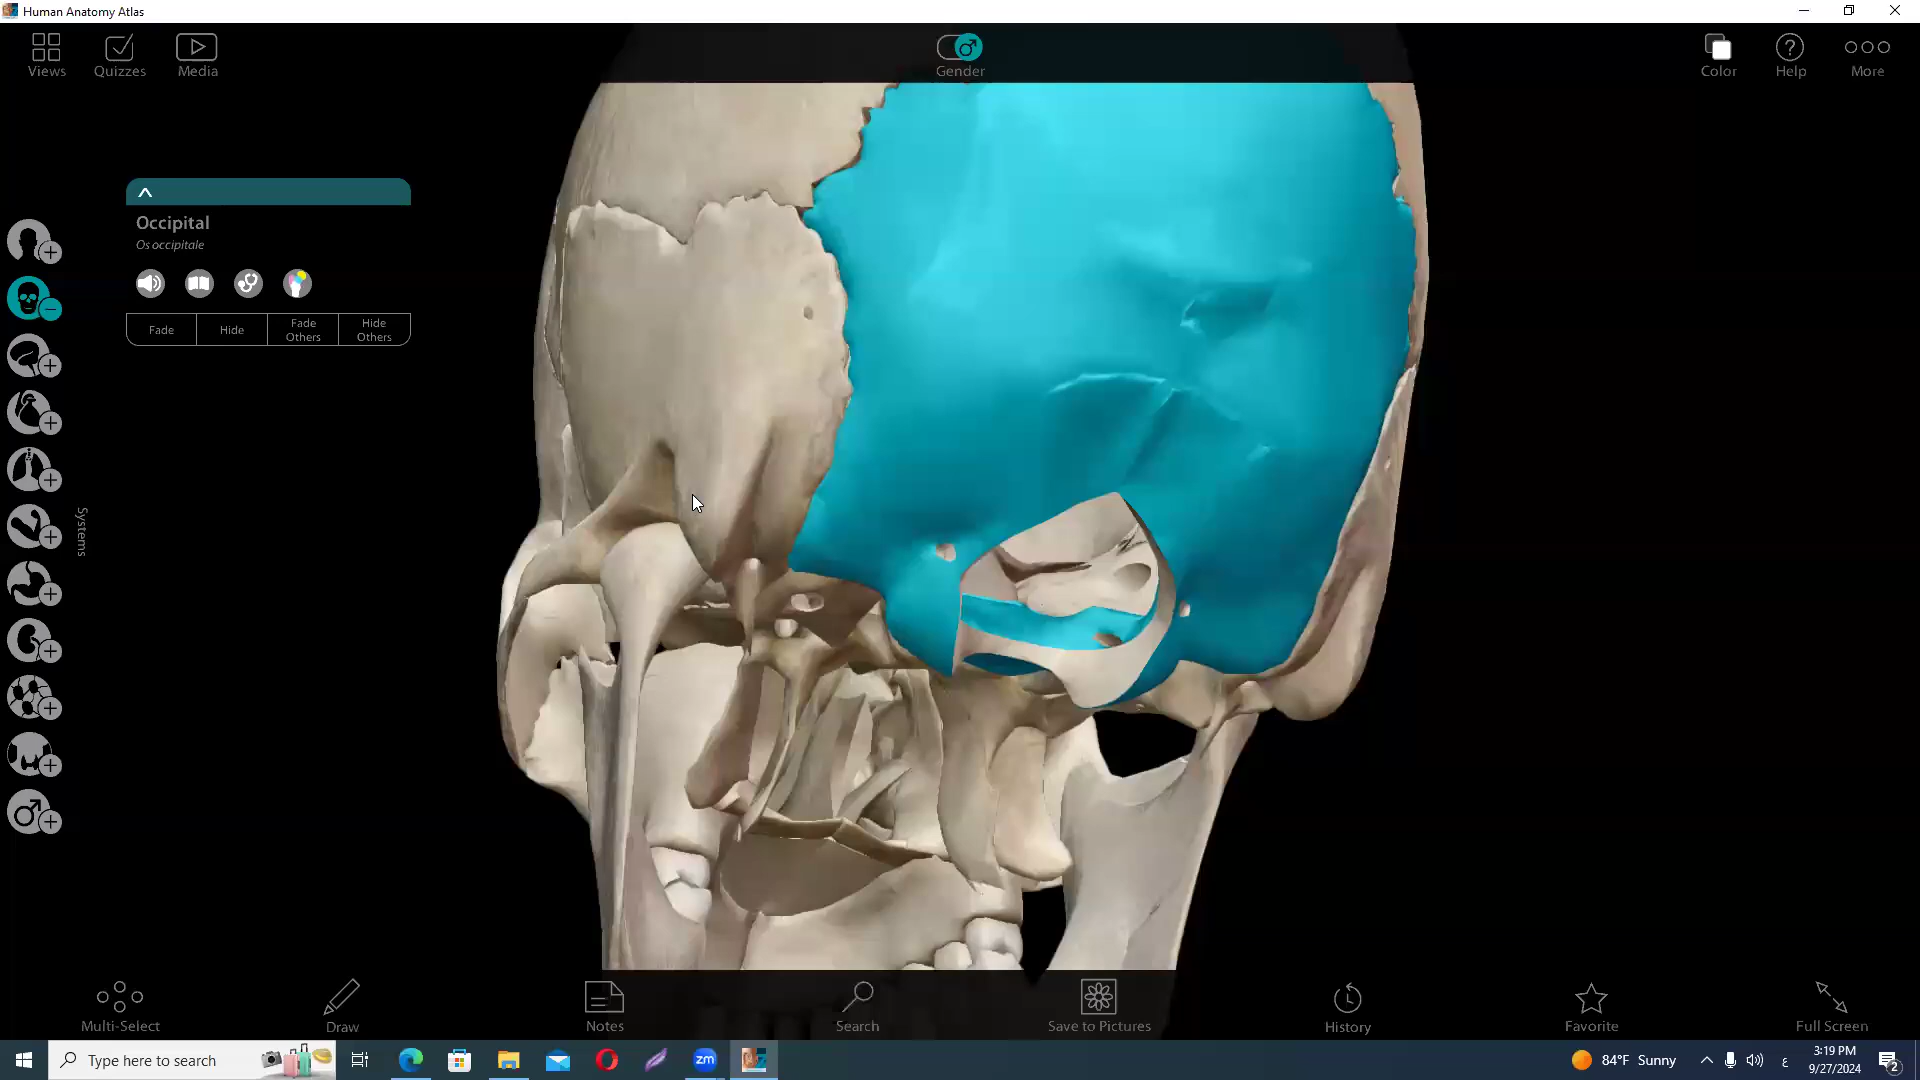 Human Anatomy Atlas
Views
Quizzes
Media
Gender
Color
Help
More
Occipital
Os occipitale
Fade
Hide
Fade
Others
Hide
Others
Systems
Multi-Select
Draw
Notes
Search
Save to Pictures
History
Favorite
Full Screen
Type here to search
zm
84°F Sunny
ع
3:19 PM
9/27/2024
2